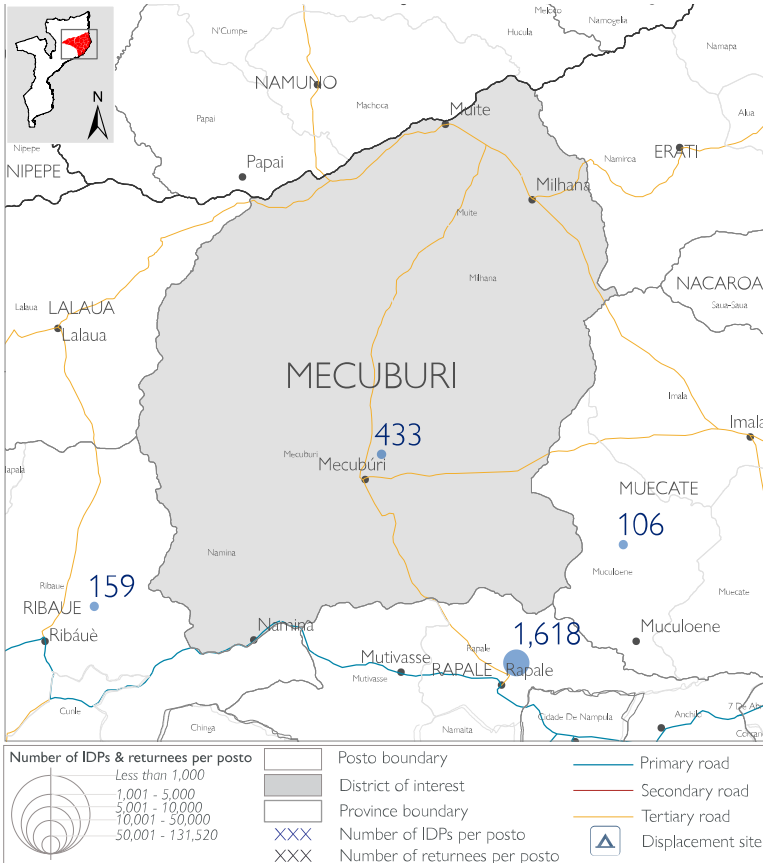 Meloco
Namogelia
N'Cumpe
Hucula
Namapa
N
NAMUNO
Machoca
Muite
Alua
Papai
Nipepe
ERATI
Namiroa
Papai
NIPEPE
Milhana
Muite
Milhana
NACAROA
Saua-Saua
Lalaua
LALAUA
Lalaua
MECUBURI
Imala
433
Imala
Mecuburi
Mecubúri
MUECATE
106
Namina
Muculoene
159
Ribaue
Muecate
RIBAUE
Ribáuè
Namina
1,618
Muculoene
Rapale
Mutivasse
RAPALE
Rapale
Mutivasse
Cunle
Chinga
Namaita
Cidade De Nampula
Anchilo
Number of IDPs & returnees per posto
Less than 1,000
1,001 - 5,000
5,001 - 10,000
10,001 - 50,000
50,001 - 131,520
Posto boundary
District of interest
Province boundary
XXX Number of IDPs per posto
XXX Number of returnees per posto
Primary road
Secondary road
Tertiary road
Displacement site